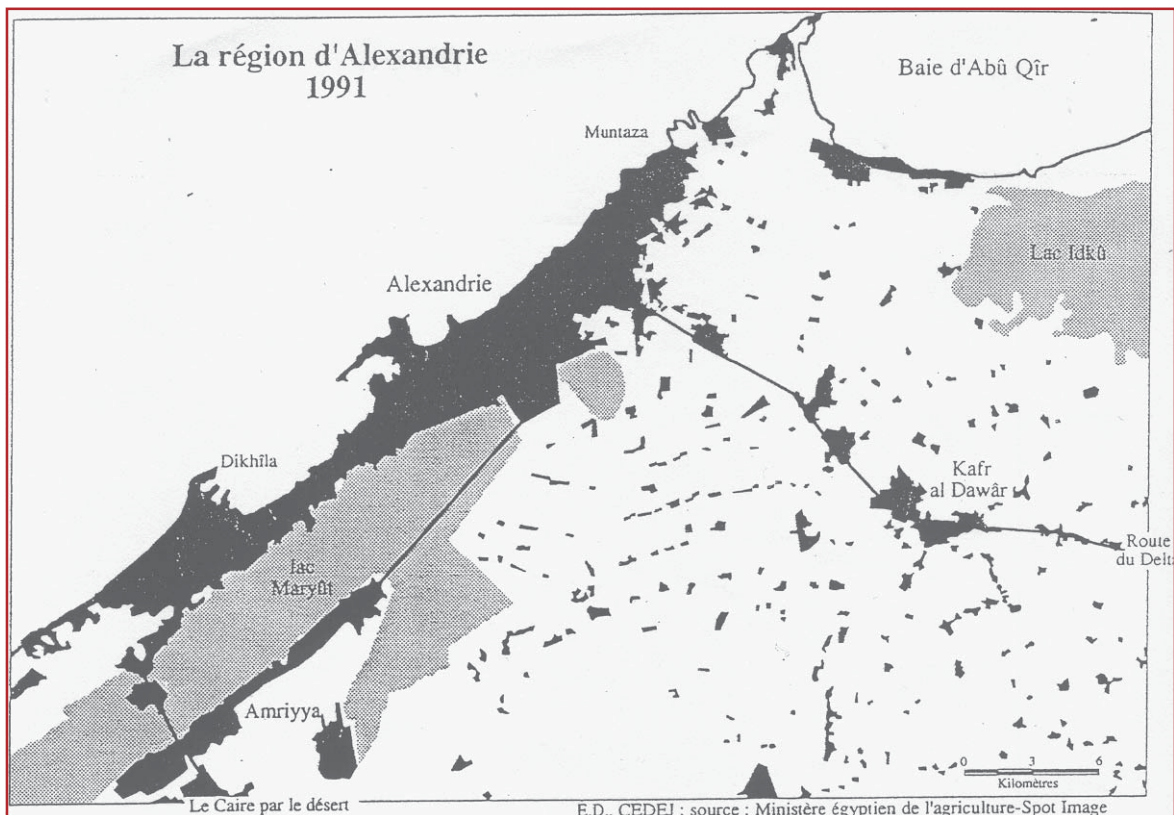 La région d'Alexandrie
1991
Baie d'Abû Qîr
Muntaza
Lac Idkû
Alexandrie
Dikhîla
Kafr
al Dawâr
Route
du Delta
lac
Maryût
Amriyya
0 3 6
Kilomètres
Le Caire par le désert
E.D., CEDEJ ; source : Ministère égyptien de l'agriculture-Spot Image